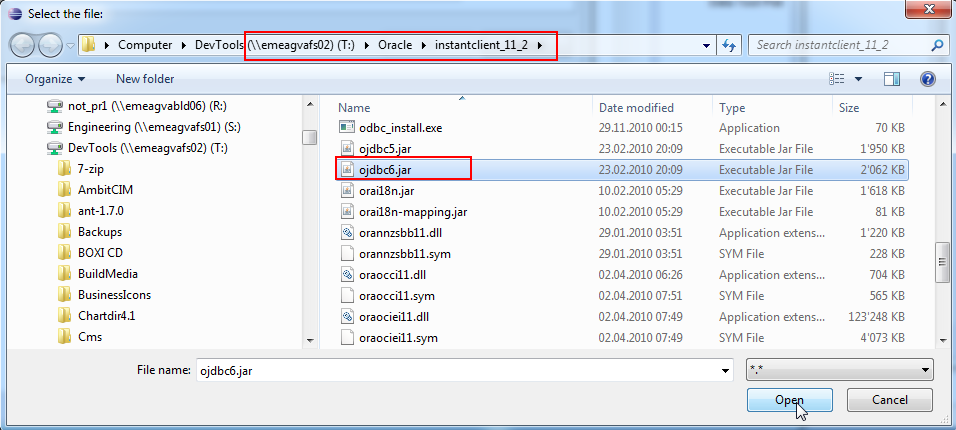 Select the file:
Computer DevTools (\\emeagvafs02) (T:) Oracle instantclient_11_2
Search instantclient_11_2
Organize New folder
not_pr1 (\\emeagvabld06) (R:)
Engineering (\\emeagvafs01) (S:)
DevTools (\\emeagvafs02) (T:)
7-zip
AmbitCIM
ant-1.7.0
Backups
BOXI CD
BuildMedia
BusinessIcons
Chartdir4.1
Cms
Name Date modified Type Size
odbc_install.exe 29.11.2010 00:15 Application 70 KB
ojdbc5.jar 23.02.2010 20:09 Executable Jar File 1'950 KB
ojdbc6.jar 23.02.2010 20:09 Executable Jar File 2'062 KB
orai18n.jar 10.02.2010 05:29 Executable Jar File 1'618 KB
orai18n-mapping.jar 10.02.2010 05:29 Executable Jar File 81 KB
orannzsbb11.dll 29.01.2010 03:51 Application extens... 1'220 KB
orannzsbb11.sym 29.01.2010 03:51 SYM File 228 KB
oraocci11.dll 02.04.2010 06:26 Application extens... 704 KB
oraocci11.sym 02.04.2010 07:51 SYM File 565 KB
oraociei11.dll 02.04.2010 07:49 Application extens... 123'248 KB
oraociei11.sym 02.04.2010 07:49 SYM File 4'073 KB
File name: ojdbc6.jar *.*
Open Cancel